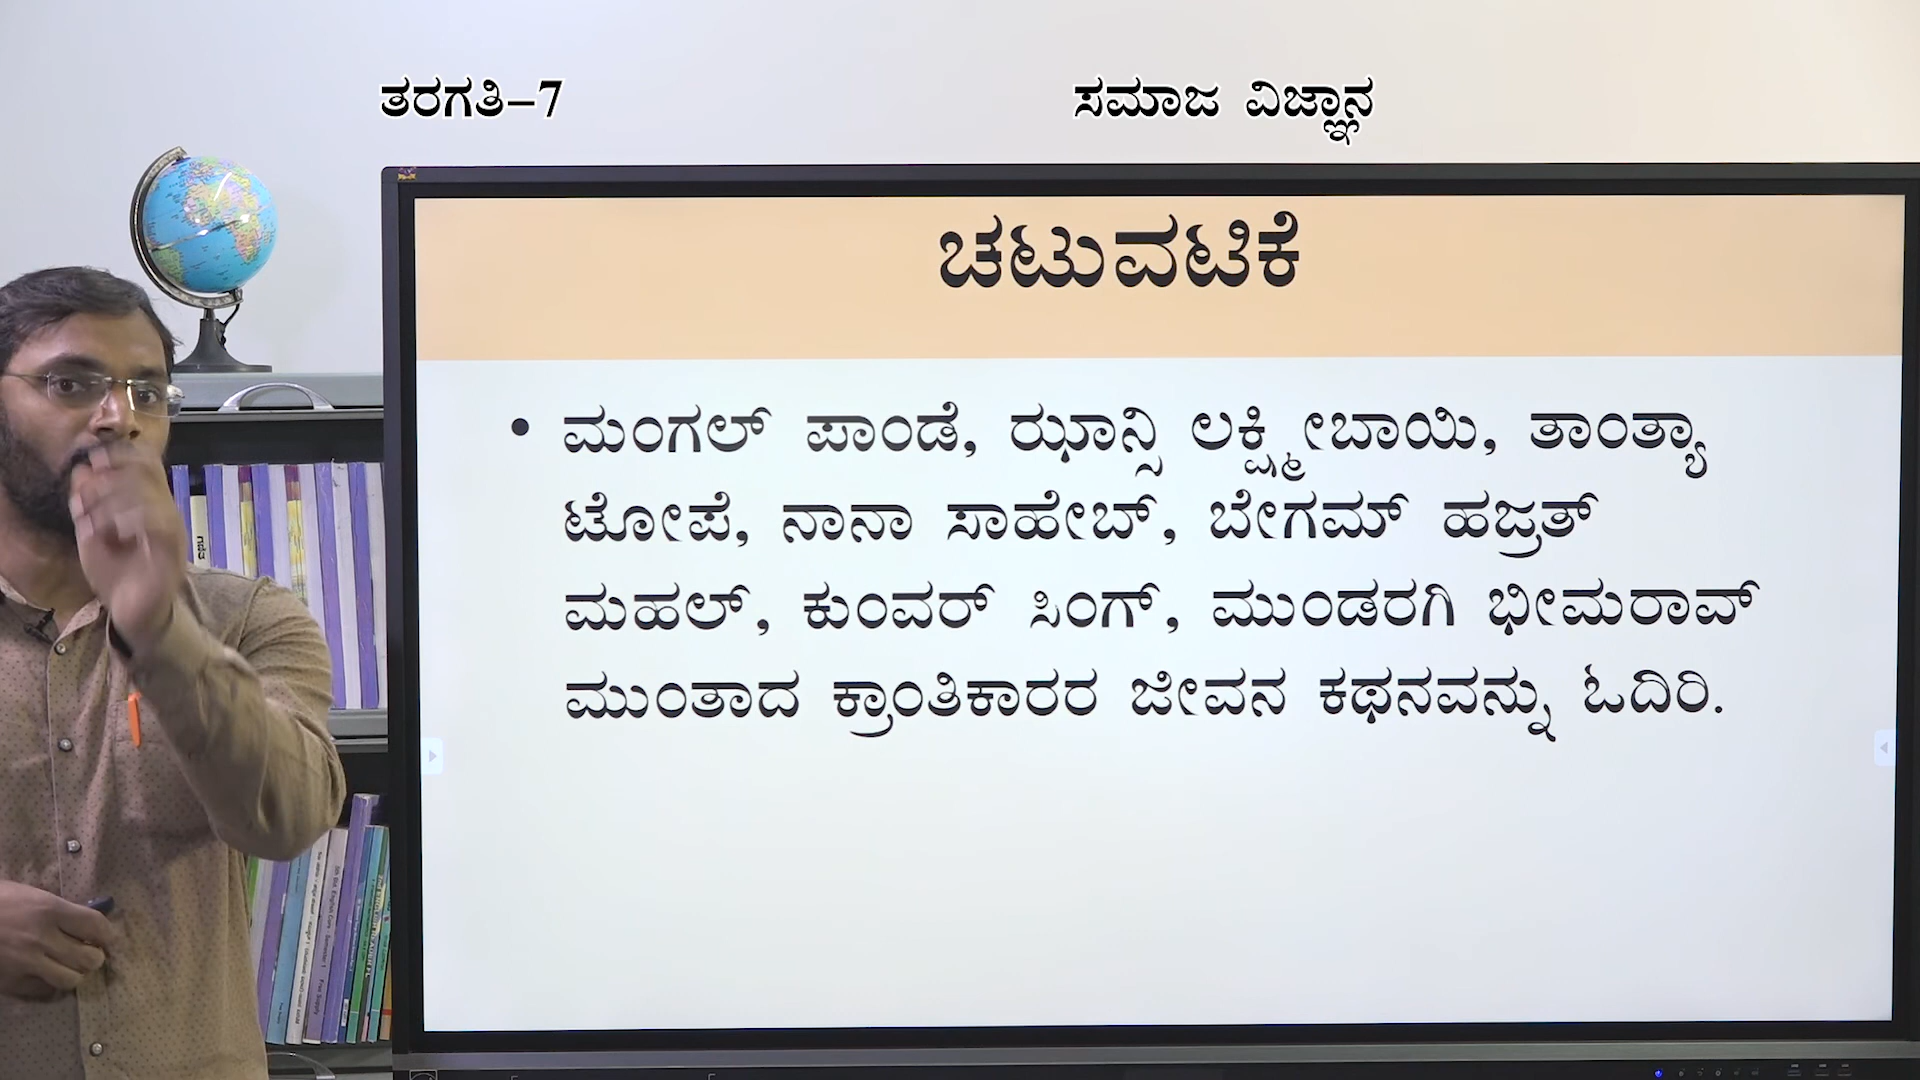 ತರಗತಿ-7
ಸಮಾಜ ವಿಜ್ಞಾನ
ಚಟುವಟಿಕೆ
• ಮಂಗಲ್ ಪಾಂಡೆ, ಝಾನ್ಸಿ ಲಕ್ಷ್ಮೀಬಾಯಿ, ತಾಂತ್ಯಾ
ಟೋಪೆ, ನಾನಾ ಸಾಹೇಬ್, ಬೇಗಮ್ ಹಜ್ರತ್
ಮಹಲ್, ಕುಂವರ್ ಸಿಂಗ್, ಮುಂಡರಗಿ ಭೀಮರಾವ್
ಮುಂತಾದ ಕ್ರಾಂತಿಕಾರರ ಜೀವನ ಕಥನವನ್ನು ಓದಿರಿ.